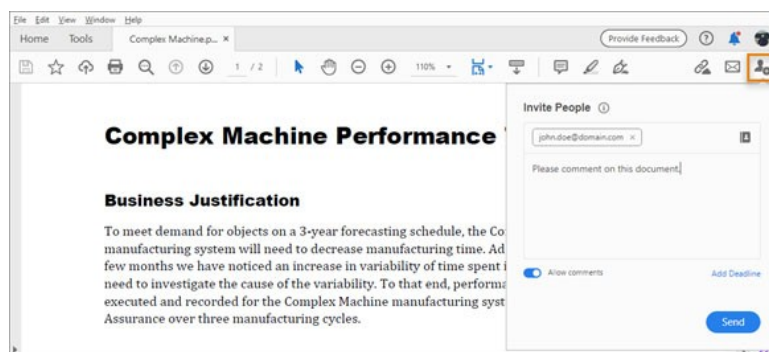 File Edit View Window Help
Home Tools Complex Machine.p... × Provide Feedback
1 / 2 110%
Invite People
john.doe@domain.com ×
Please comment on this document.
Complex Machine Performance
Business Justification
To meet demand for objects on a 3-year forecasting schedule, the Co
manufacturing system will need to decrease manufacturing time. Ad
few months we have noticed an increase in variability of time spent i
need to investigate the cause of the variability. To that end, performa
executed and recorded for the Complex Machine manufacturing syst
Assurance over three manufacturing cycles.
Allow comments Add Deadline
Send